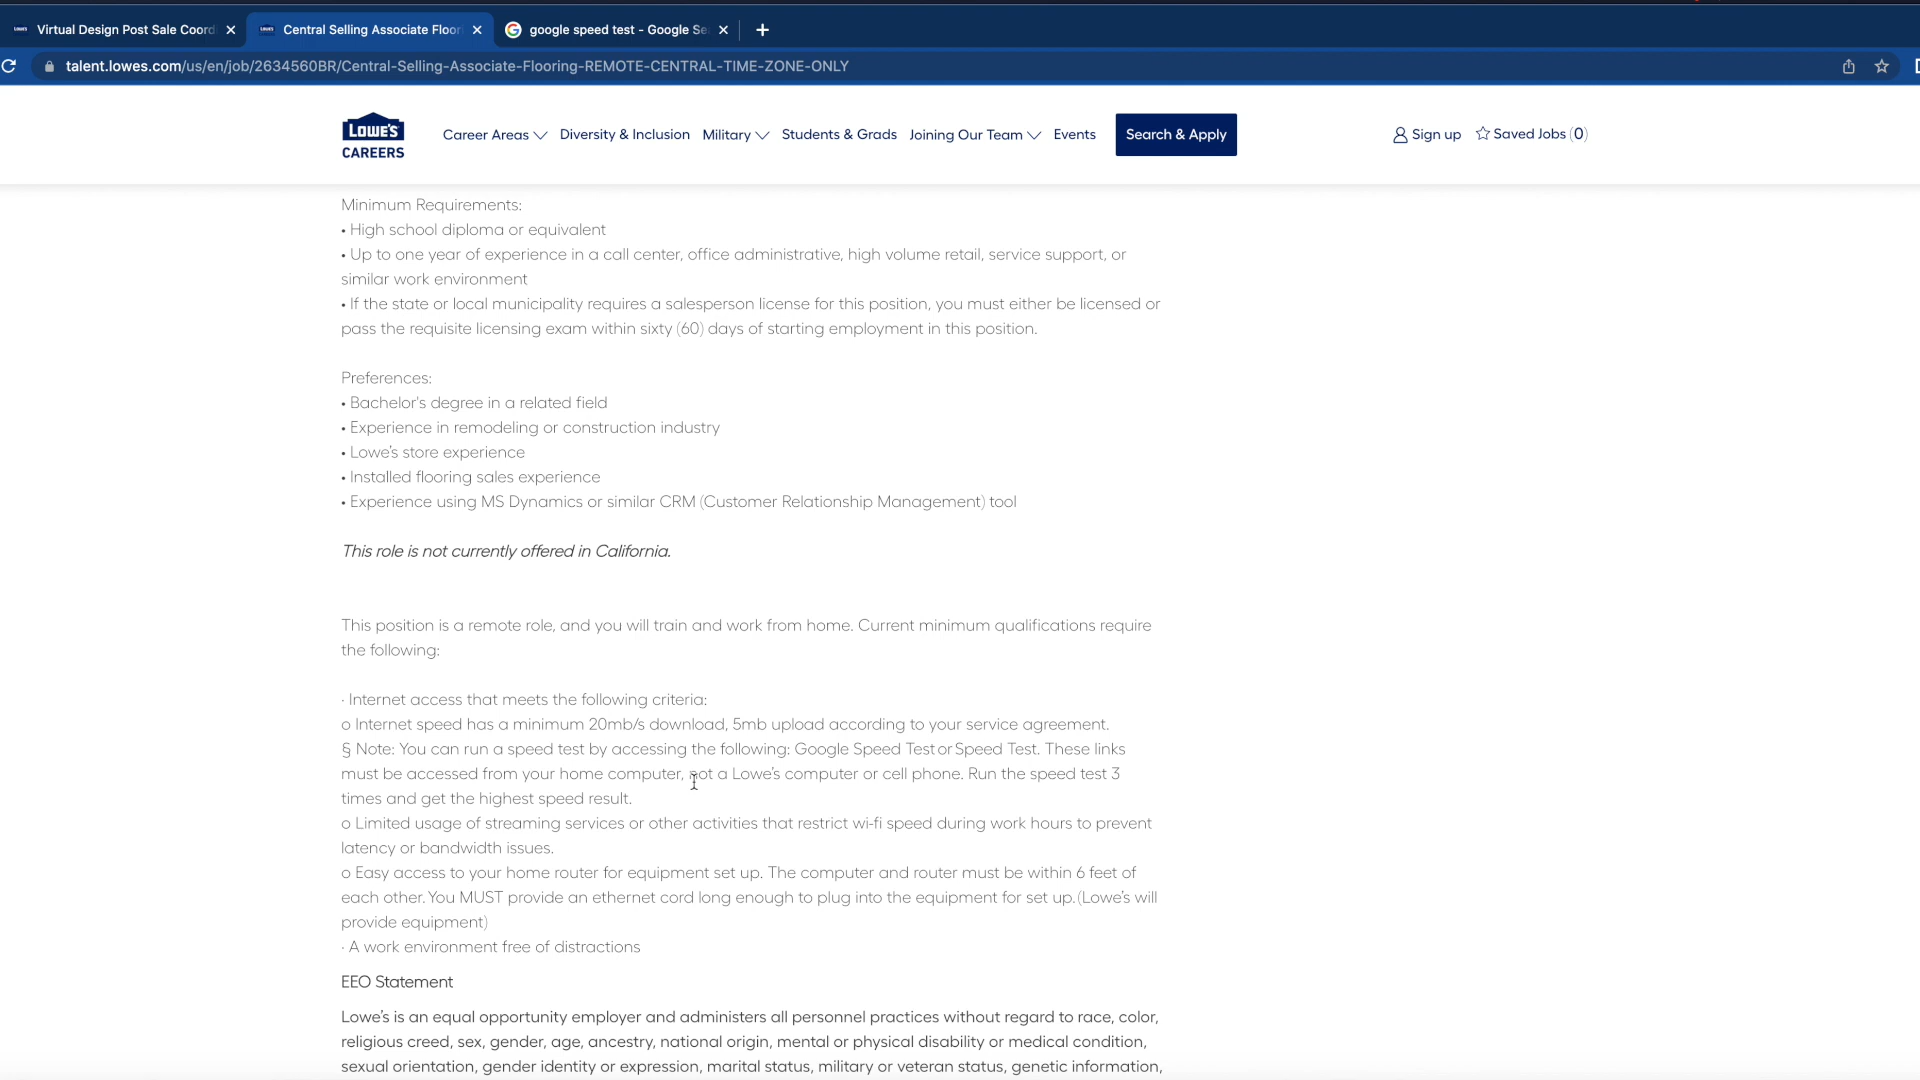 Virtual Design Post Sale Coord
Central Selling Associate Floor
google speed test - Google Se
talent.lowes.com/us/en/job/2634560BR/Central-Selling-Associate-Flooring-REMOTE-CENTRAL-TIME-ZONE-ONLY
LOWE'S
CAREERS
Career Areas Diversity & Inclusion Military Students & Grads Joining Our Team Events Search & Apply Sign up Saved Jobs (0)
Minimum Requirements:
• High school diploma or equivalent
• Up to one year of experience in a call center, office administrative, high volume retail, service support, or
similar work environment
• If the state or local municipality requires a salesperson license for this position, you must either be licensed or
pass the requisite licensing exam within sixty (60) days of starting employment in this position.
Preferences:
• Bachelor's degree in a related field
• Experience in remodeling or construction industry
• Lowe's store experience
• Installed flooring sales experience
• Experience using MS Dynamics or similar CRM (Customer Relationship Management) tool
This role is not currently offered in California.
This position is a remote role, and you will train and work from home. Current minimum qualifications require
the following:
· Internet access that meets the following criteria:
o Internet speed has a minimum 20mb/s download, 5mb upload according to your service agreement.
§ Note: You can run a speed test by accessing the following: Google Speed Test or Speed Test. These links
must be accessed from your home computer, not a Lowe's computer or cell phone. Run the speed test 3
times and get the highest speed result.
o Limited usage of streaming services or other activities that restrict wi-fi speed during work hours to prevent
latency or bandwidth issues.
o Easy access to your home router for equipment set up. The computer and router must be within 6 feet of
each other. You MUST provide an ethernet cord long enough to plug into the equipment for set up.(Lowe's will
provide equipment)
· A work environment free of distractions
EEO Statement
Lowe's is an equal opportunity employer and administers all personnel practices without regard to race, color,
religious creed, sex, gender, age, ancestry, national origin, mental or physical disability or medical condition,
sexual orientation, gender identity or expression, marital status, military or veteran status, genetic information,